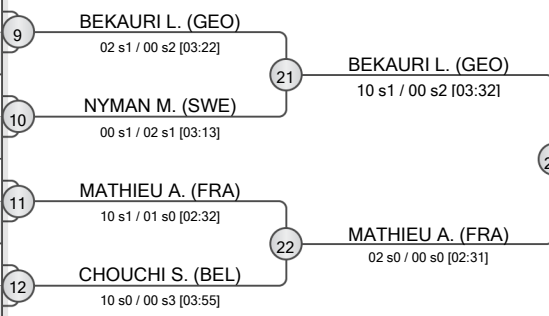 9
BEKAURI L. (GEO)
02 s1 / 00 s2 [03:22]
21
BEKAURI L. (GEO)
10 s1 / 00 s2 [03:32]
10
NYMAN M. (SWE)
00 s1 / 02 s1 [03:13]
11
MATHIEU A. (FRA)
10 s1 / 01 s0 [02:32]
22
MATHIEU A. (FRA)
02 s0 / 00 s0 [02:31]
12
CHOUCHI S. (BEL)
10 s0 / 00 s3 [03:55]